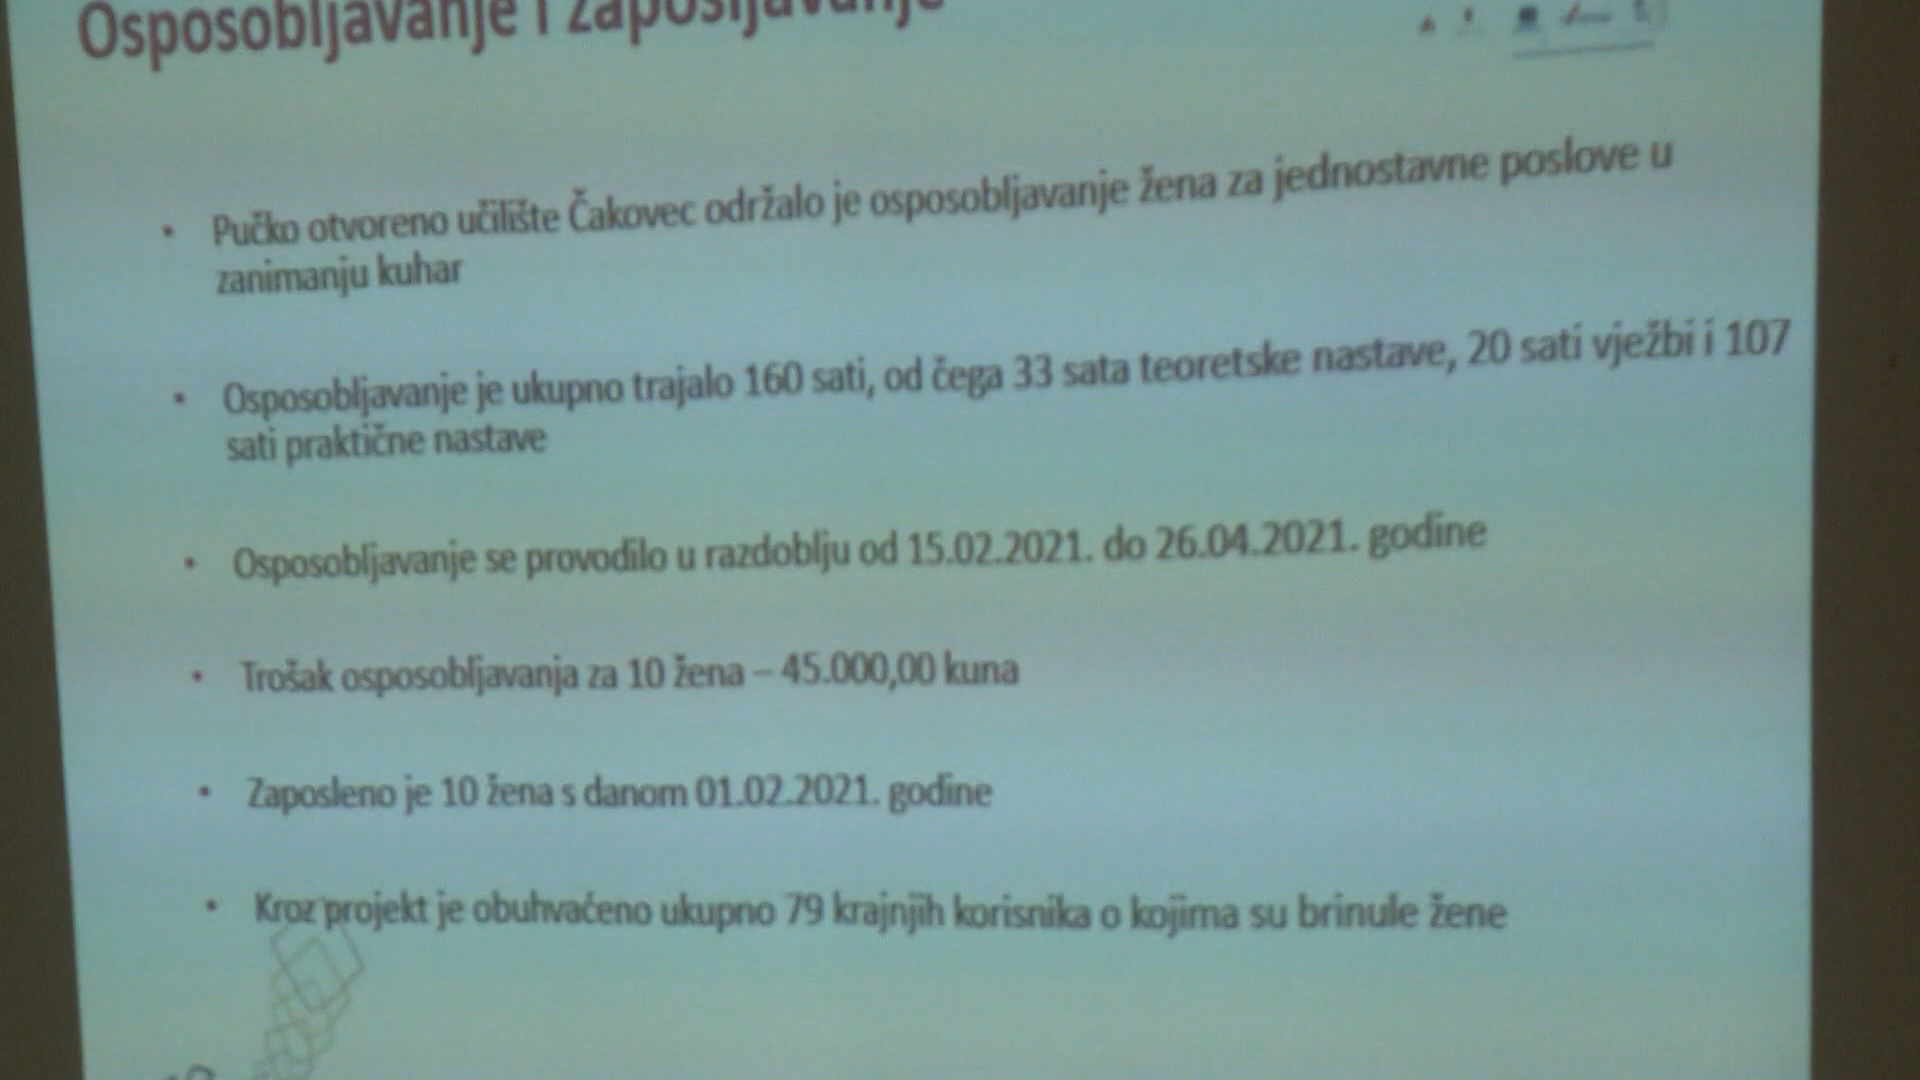 Osposobljavanje i zapošljavanje
• Pučko otvoreno učilište Čakovec održalo je osposobljavanje žena za jednostavne poslove u
zanimanju kuhar
• Osposobljavanje je ukupno trajalo 160 sati, od čega 33 sata teoretske nastave, 20 sati vježbi i 107
sati praktične nastave
• Osposobljavanje se provodilo u razdoblju od 15.02.2021. do 26.04.2021. godine
• Trošak osposobljavanja za 10 žena – 45.000,00 kuna
• Zaposleno je 10 žena s danom 01.02.2021. godine
• Kroz projekt je obuhvaćeno ukupno 79 krajnjih korisnika o kojima su brinule žene